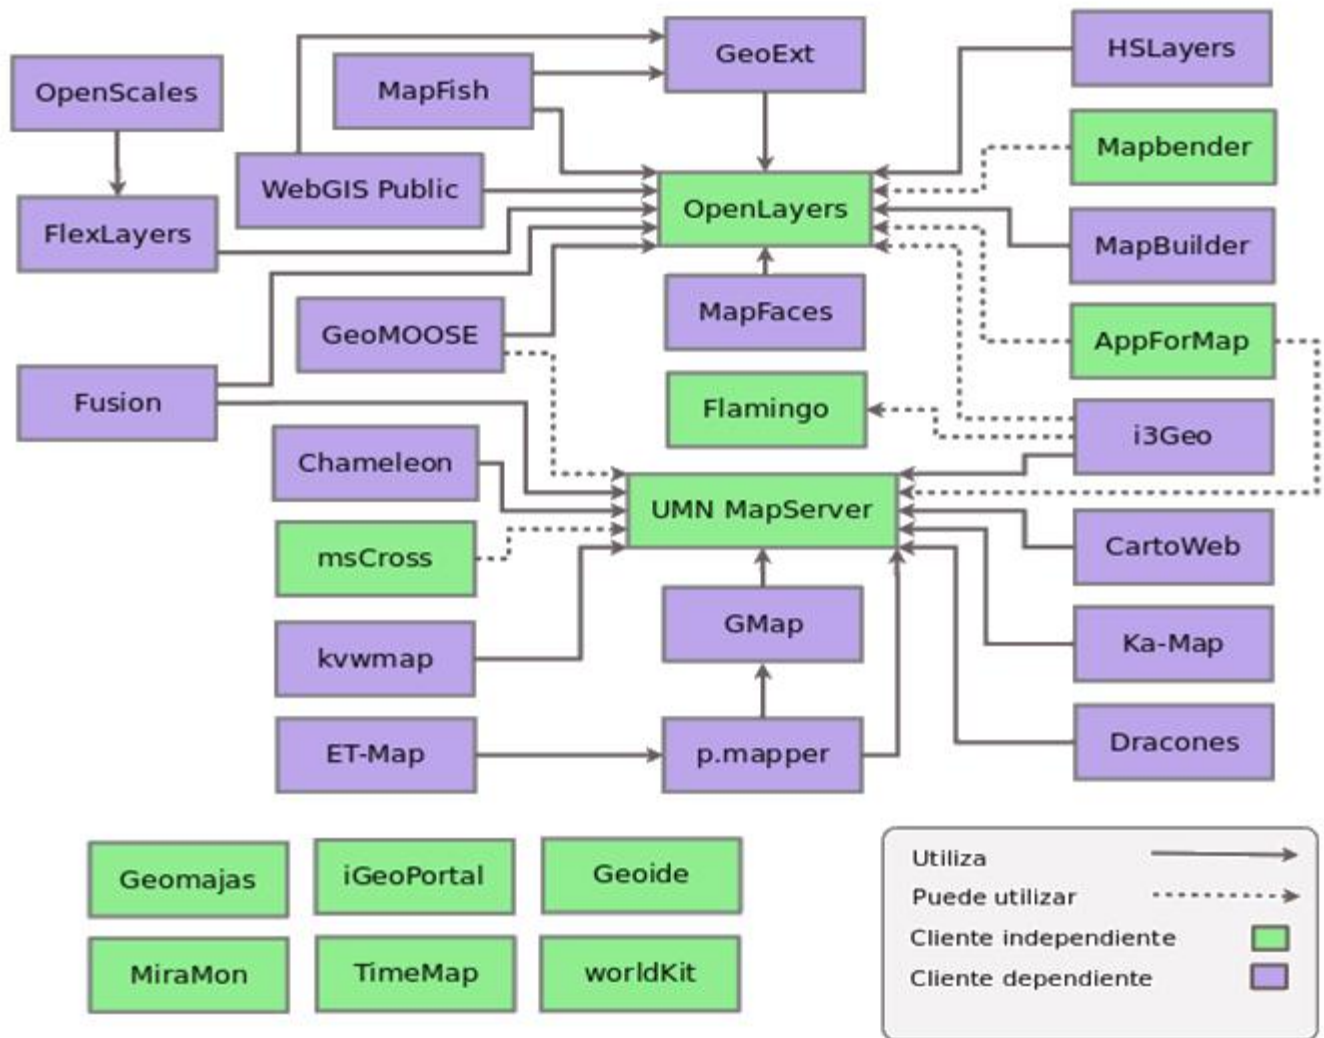 GeoExt
HSLayers
OpenScales
MapFish
Mapbender
WebGIS Public
OpenLayers
FlexLayers
MapBuilder
GeoMOOSE
MapFaces
AppForMap
Fusion
Flamingo
i3Geo
Chameleon
UMN MapServer
msCross
CartoWeb
GMap
kvwmap
Ka-Map
ET-Map
p.mapper
Dracones
Geomajas
iGeoPortal
Geoide
MiraMon
TimeMap
worldKit
Utiliza
Puede utilizar
Cliente independiente
Cliente dependiente